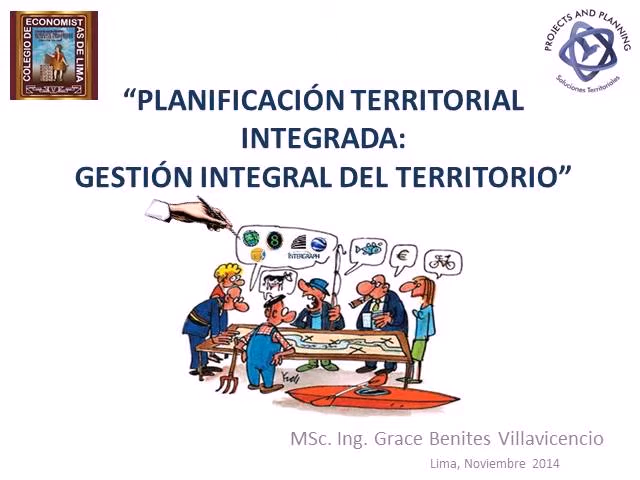 COLEGIO DE ECONOMISTAS DE LIMA
PROJECTS AND PLANNING
Soluciones Territoriales
“PLANIFICACIÓN TERRITORIAL
INTEGRADA:
GESTIÓN INTEGRAL DEL TERRITORIO”
8
INTERGRAPH
€
MSc. Ing. Grace Benites Villavicencio
Lima, Noviembre 2014